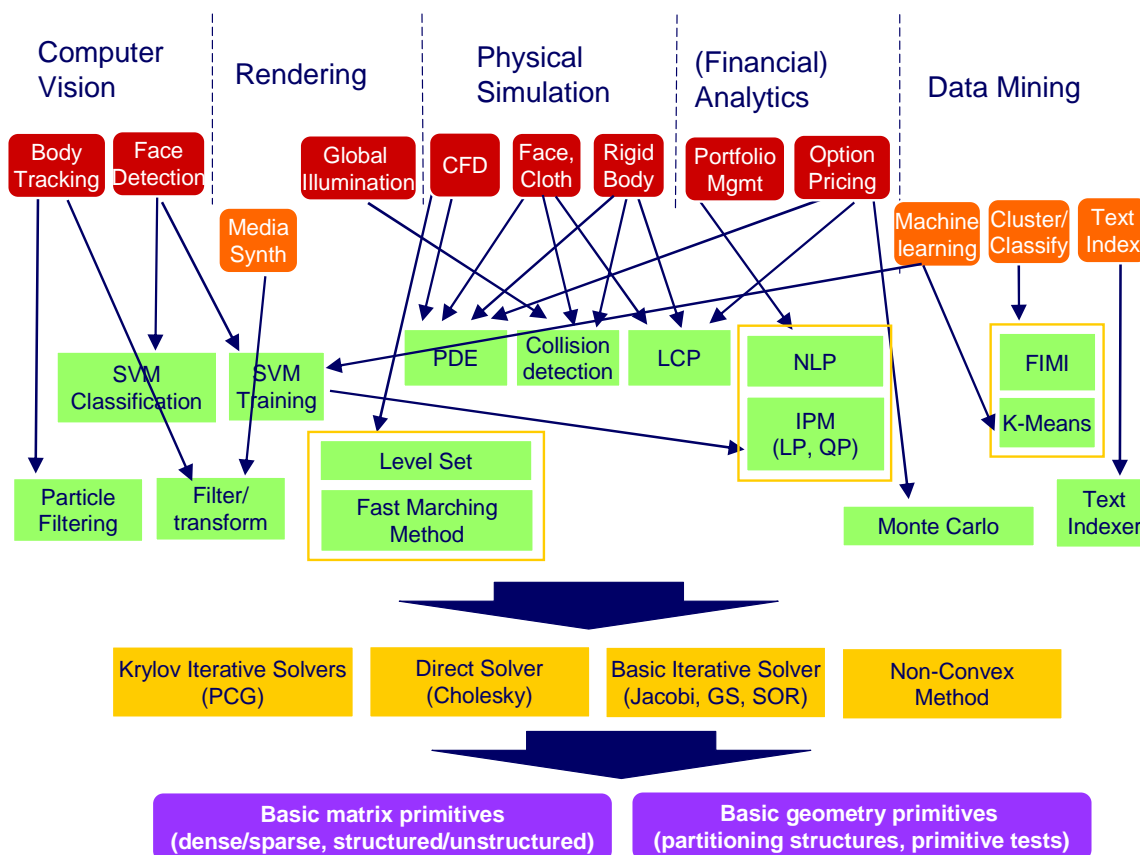 Computer
Vision
Rendering
Physical
Simulation
(Financial)
Analytics
Data Mining
Body
Tracking
Face
Detection
Global
Illumination
CFD
Face,
Cloth
Rigid
Body
Portfolio
Mgmt
Option
Pricing
Media
Synth
Machine
learning
Cluster/
Classify
Text
Index
PDE
Collision
detection
LCP
NLP
FIMI
SVM
Classification
SVM
Training
IPM
(LP, QP)
K-Means
Level Set
Particle
Filtering
Filter/
transform
Fast Marching
Method
Monte Carlo
Text
Indexer
Krylov Iterative Solvers
(PCG)
Direct Solver
(Cholesky)
Basic Iterative Solver
(Jacobi, GS, SOR)
Non-Convex
Method
Basic matrix primitives
(dense/sparse, structured/unstructured)
Basic geometry primitives
(partitioning structures, primitive tests)